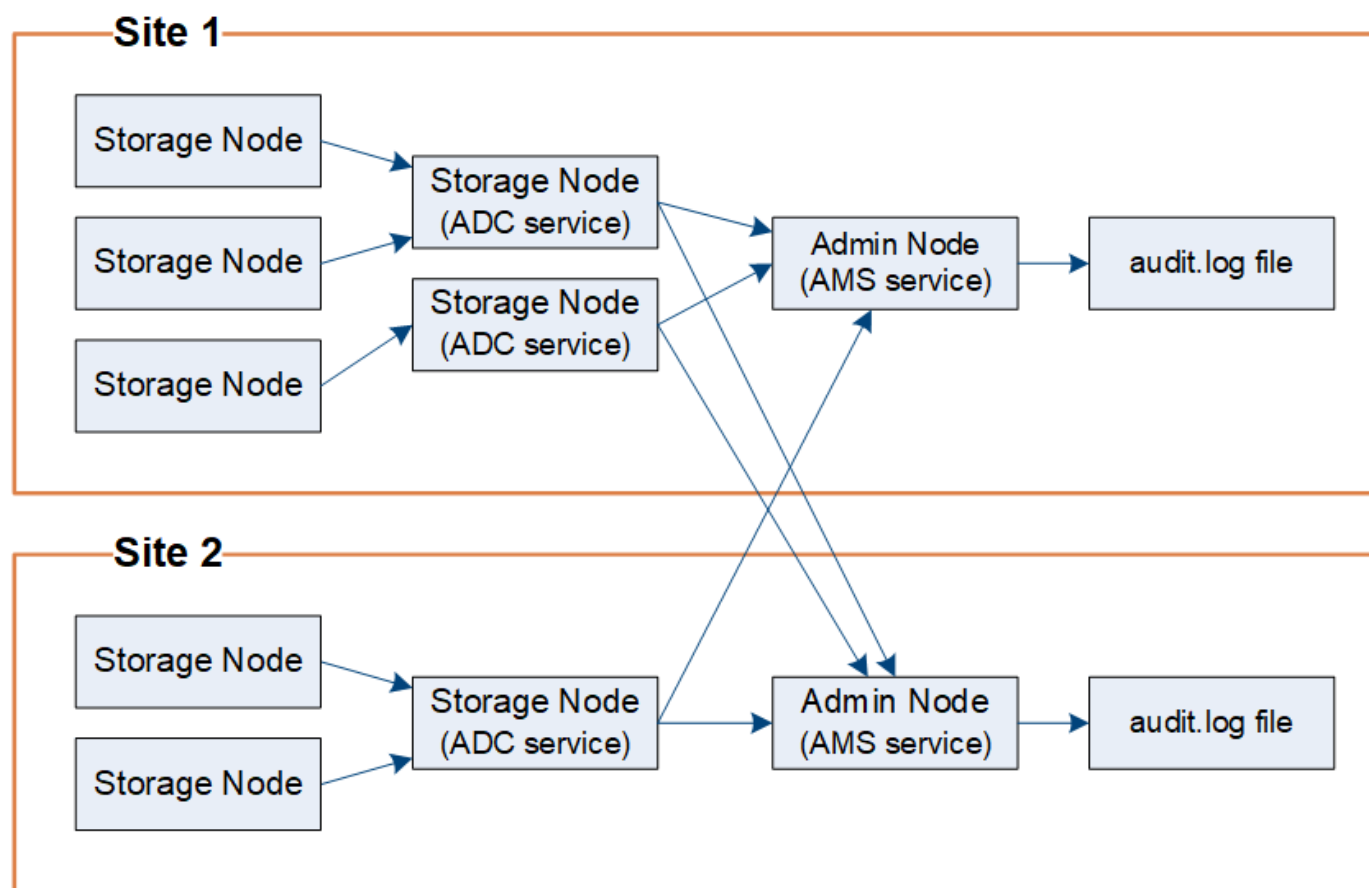 Site 1
Storage Node
Storage Node
Storage Node
Storage Node
(ADC service)
Storage Node
(ADC service)
Admin Node
(AMS service)
audit.log file
Site 2
Storage Node
Storage Node
Storage Node
(ADC service)
Admin Node
(AMS service)
audit.log file